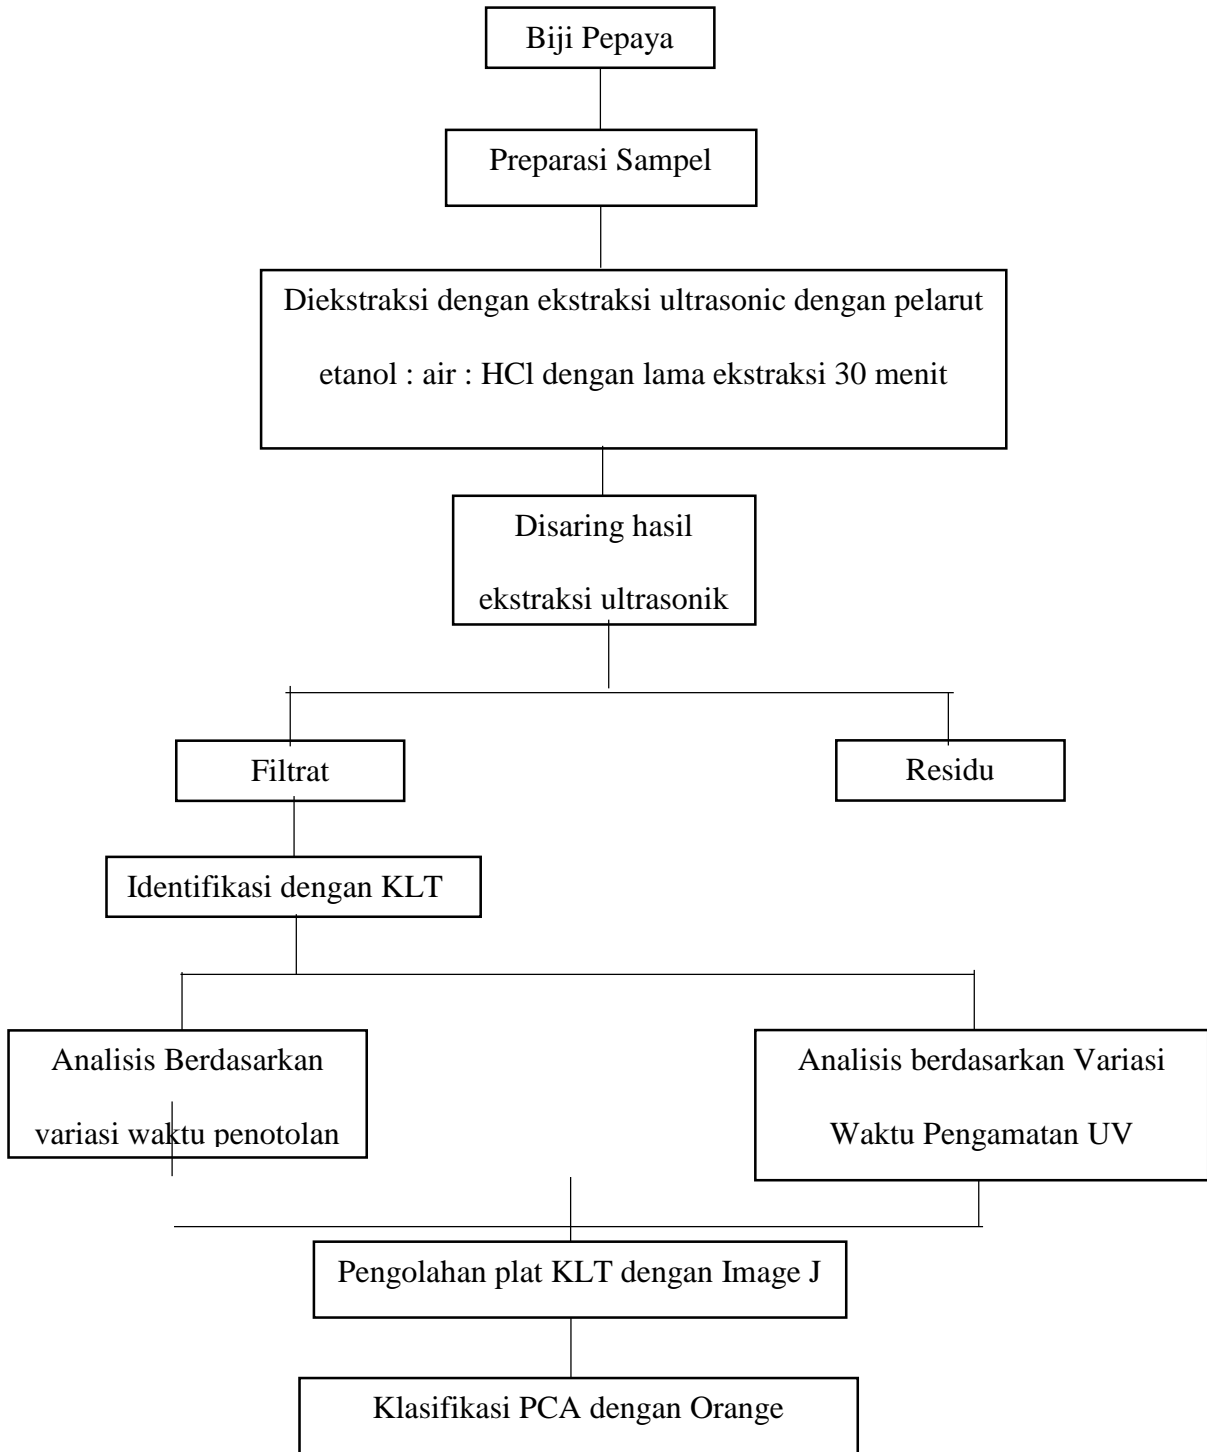 Biji Pepaya
Preparasi Sampel
Diekstraksi dengan ekstraksi ultrasonic dengan pelarut
etanol : air : HCl dengan lama ekstraksi 30 menit
Disaring hasil
ekstraksi ultrasonik
Filtrat
Residu
Identifikasi dengan KLT
Analisis Berdasarkan
variasi waktu penotolan
Analisis berdasarkan Variasi
Waktu Pengamatan UV
Pengolahan plat KLT dengan Image J
Klasifikasi PCA dengan Orange